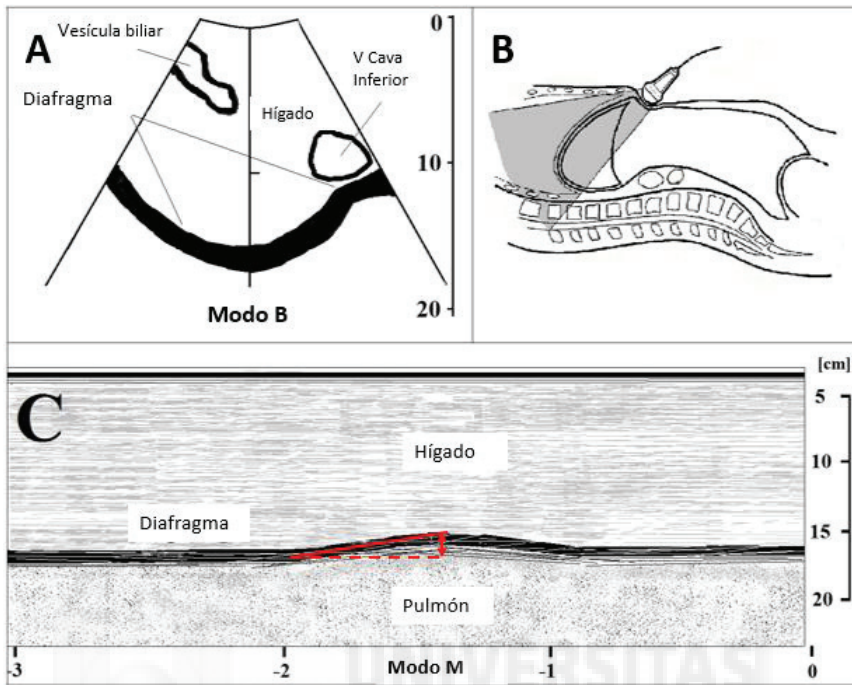 A
Vesícula biliar
Diafragma
Hígado
V Cava
Inferior
0
10
20
Modo B
B
C
[cm]
5
10
15
20
Hígado
Diafragma
Pulmón
-3
-2
Modo M
-1
0
UNIVERSITAS